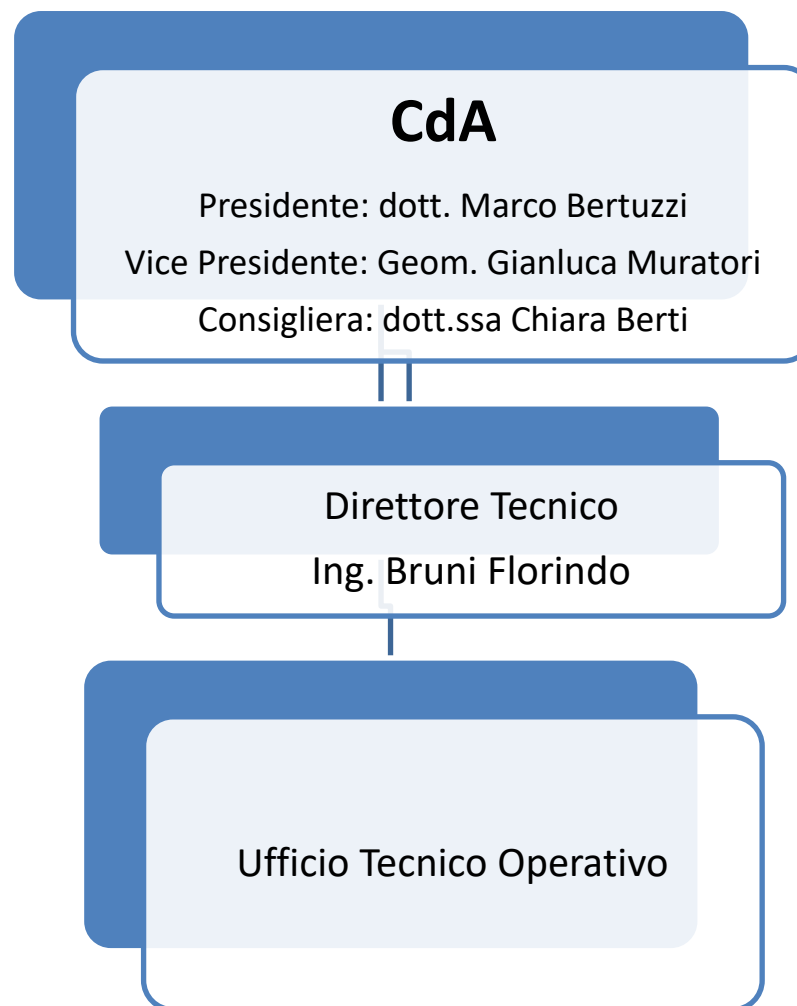 CdA
Presidente: dott. Marco Bertuzzi
Vice Presidente: Geom. Gianluca Muratori
Consigliera: dott.ssa Chiara Berti
Direttore Tecnico
Ing. Bruni Florindo
Ufficio Tecnico Operativo